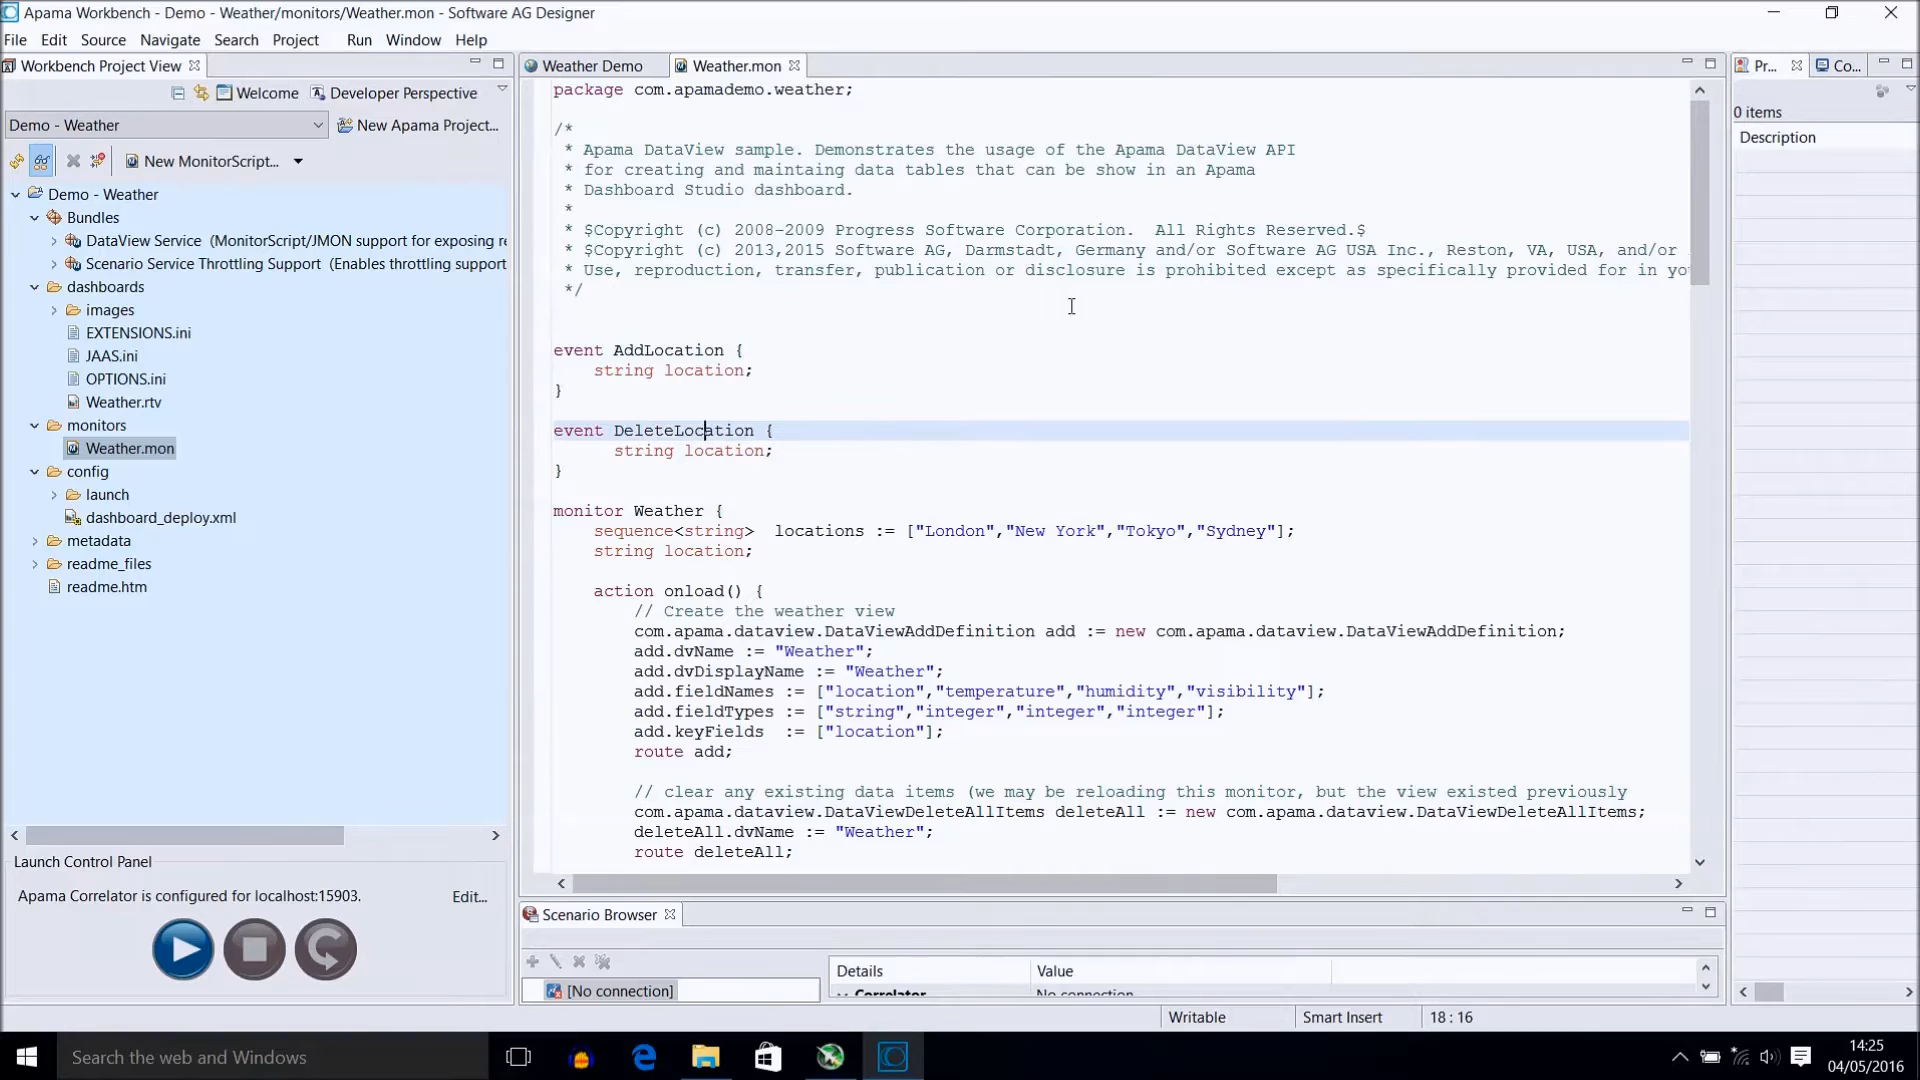 Apama Workbench - Demo - Weather/monitors/Weather.mon - Software AG Designer
File Edit Source Navigate Search Project Run Window Help
Workbench Project View
Welcome Developer Perspective
Demo - Weather New Apama Project...
New MonitorScript...
Demo - Weather
Bundles
DataView Service (MonitorScript/JMON support for exposing re
Scenario Service Throttling Support (Enables throttling support
dashboards
images
EXTENSIONS.ini
JAAS.ini
OPTIONS.ini
Weather.rtv
monitors
Weather.mon
config
launch
dashboard_deploy.xml
metadata
readme_files
readme.htm
Launch Control Panel
Apama Correlator is configured for localhost:15903. Edit...
Weather Demo Weather.mon
package com.apamademo.weather;
/*
* Apama DataView sample. Demonstrates the usage of the Apama DataView API
* for creating and maintaing data tables that can be show in an Apama
* Dashboard Studio dashboard.
*
* $Copyright (c) 2008-2009 Progress Software Corporation. All Rights Reserved.$
* $Copyright (c) 2013,2015 Software AG, Darmstadt, Germany and/or Software AG USA Inc., Reston, VA, USA, and/or
* Use, reproduction, transfer, publication or disclosure is prohibited except as specifically provided for in yo
*/
event AddLocation {
string location;
}
event DeleteLocation {
string location;
}
monitor Weather {
sequence<string> locations := ["London","New York","Tokyo","Sydney"];
string location;
action onload() {
// Create the weather view
com.apama.dataview.DataViewAddDefinition add := new com.apama.dataview.DataViewAddDefinition;
add.dvName := "Weather";
add.dvDisplayName := "Weather";
add.fieldNames := ["location","temperature","humidity","visibility"];
add.fieldTypes := ["string","integer","integer","integer"];
add.keyFields := ["location"];
route add;
// clear any existing data items (we may be reloading this monitor, but the view existed previously
com.apama.dataview.DataViewDeleteAllItems deleteAll := new com.apama.dataview.DataViewDeleteAllItems;
deleteAll.dvName := "Weather";
route deleteAll;
Pr... Co...
0 items
Description
Scenario Browser
[No connection]
Details Value
Correlator No connection
Writable Smart Insert 18 : 16
Search the web and Windows
14:25
04/05/2016